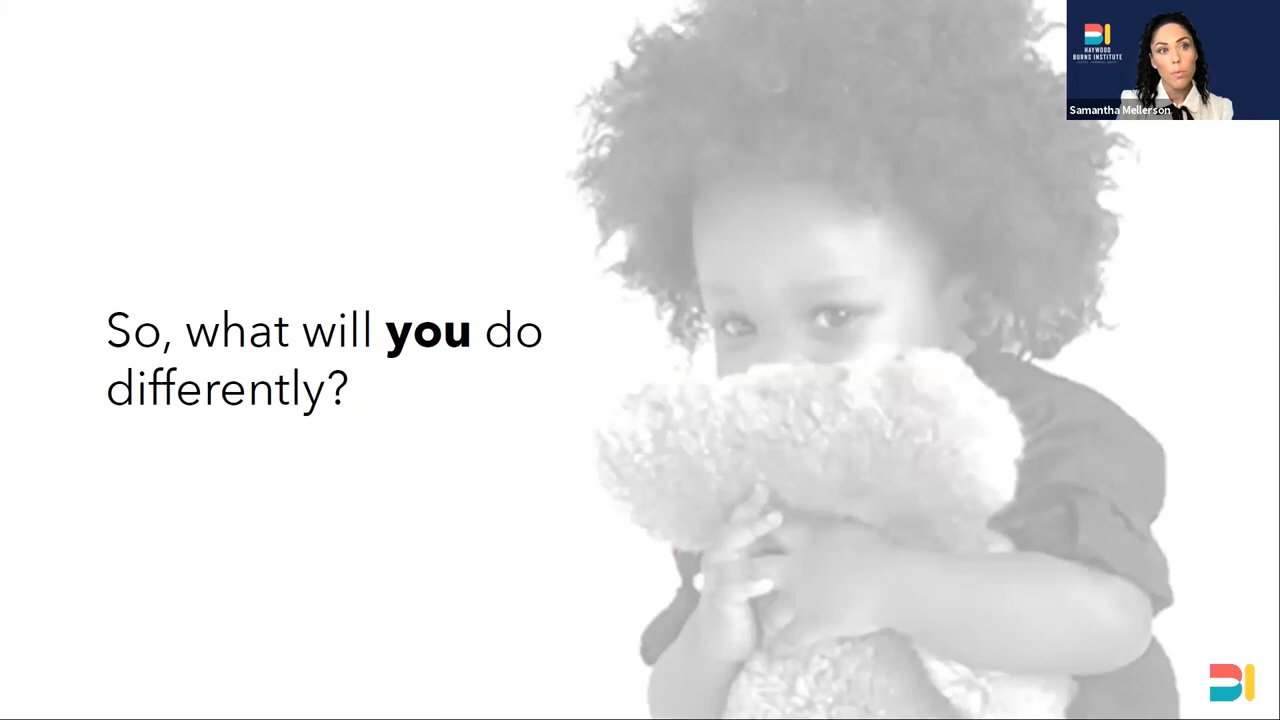 HAYWOOD
BURNS INSTITUTE
Samantha Mellerson
So, what will you do
differently?